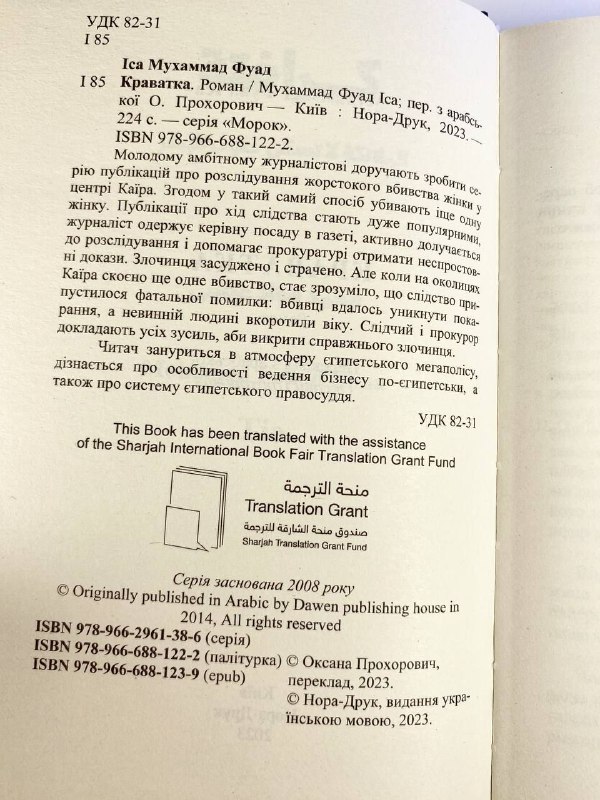 УДК 82-31
І 85
Іса Мухаммад Фуад
І 85 Краватка. Роман / Мухаммад Фуад Іса; пер. з арабсь-
кої О. Прохорович — Київ : Нора-Друк, 2023. —
224 с. — серія «Морок».
ISBN 978-966-688-122-2.
Молодому амбітному журналістові доручають зробити се-
рію публікацій про розслідування жорстокого вбивства жінки у
центрі Каїра. Згодом у такий самий спосіб убивають іще одну
жінку. Публікації про хід слідства стають дуже популярними,
журналіст одержує керівну посаду в газеті, активно долучається
до розслідування і допомагає прокуратурі отримати неспростов-
ні докази. Злочинця засуджено і страчено. Але коли на околицях
Каїра скоєно ще одне вбивство, стає зрозуміло, що слідство при-
пустилося фатальної помилки: вбивці вдалось уникнути пока-
рання, а невинній людині вкоротили віку. Слідчий і прокурор
докладають усіх зусиль, аби викрити справжнього злочинця.
Читач зануриться в атмосферу єгипетського мегаполісу,
дізнається про особливості ведення бізнесу по-єгипетськи, а
також про систему єгипетського правосуддя.
УДК 82-31
This Book has been translated with the assistance
of the Sharjah International Book Fair Translation Grant Fund
منحة الترجمة
Translation Grant
صندوق منحة الشارقة للترجمة
Sharjah Translation Grant Fund
Серія заснована 2008 року
© Originally published in Arabic by Dawen publishing house in
2014, All rights reserved
ISBN 978-966-2961-38-6 (серія)
ISBN 978-966-688-122-2 (палітурка)
ISBN 978-966-688-123-9 (epub)
© Оксана Прохорович,
переклад, 2023.
© Нора-Друк, видання укра-
їнською мовою, 2023.